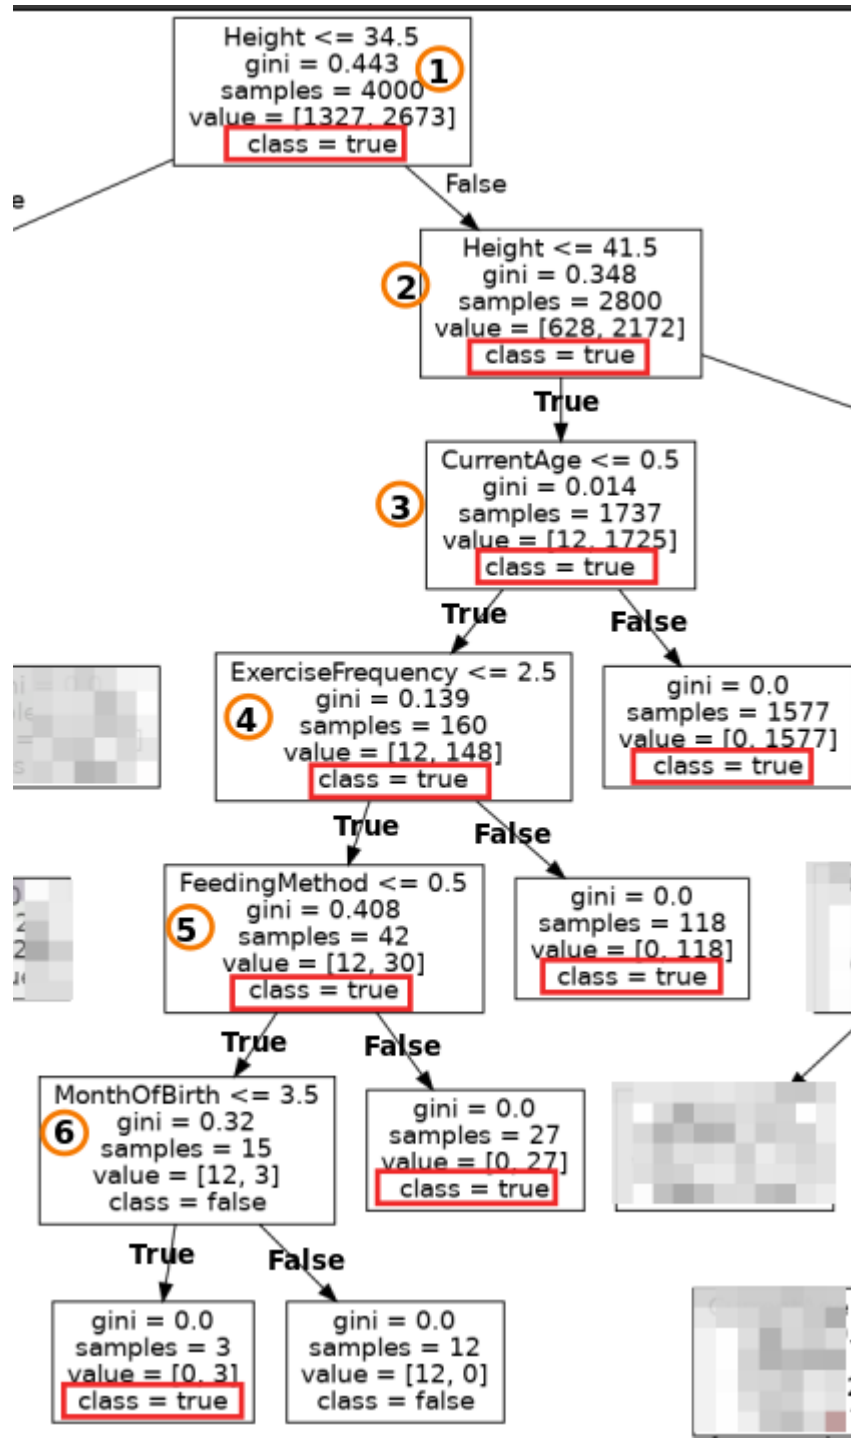 Height <= 34.5
gini = 0.443
1
samples = 4000
value = [1327, 2673]
class = true
e
False
Height <= 41.5
gini = 0.348
2
samples = 2800
value = [628, 2172]
class = true
True
CurrentAge <= 0.5
gini = 0.014
3
samples = 1737
value = [12, 1725]
class = true
True
False
ExerciseFrequency <= 2.5
gini = 0.139
4
samples = 160
value = [12, 148]
class = true
gini = 0.0
samples = 1577
value = [0, 1577]
class = true
True
False
FeedingMethod <= 0.5
gini = 0.408
5
samples = 42
value = [12, 30]
class = true
gini = 0.0
samples = 118
value = [0, 118]
class = true
True
False
MonthOfBirth <= 3.5
gini = 0.32
6
samples = 15
value = [12, 3]
class = false
gini = 0.0
samples = 27
value = [0, 27]
class = true
True
False
gini = 0.0
samples = 3
value = [0, 3]
class = true
gini = 0.0
samples = 12
value = [12, 0]
class = false